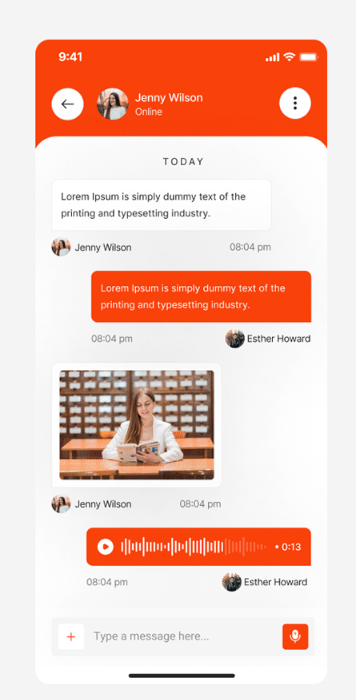 9:41
Jenny Wilson
Online
TODAY
Lorem Ipsum is simply dummy text of the
printing and typesetting industry.
Jenny Wilson 08:04 pm
Lorem Ipsum is simply dummy text of the
printing and typesetting industry.
08:04 pm Esther Howard
Jenny Wilson 08:04 pm
• 0:13
08:04 pm Esther Howard
+ Type a message here...